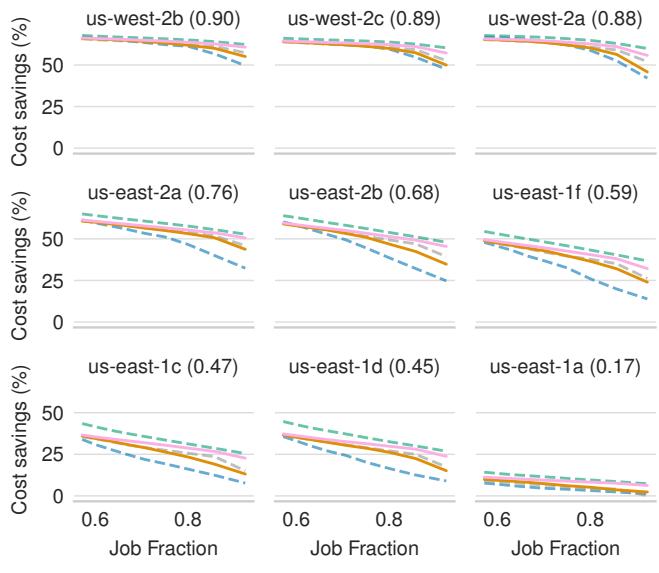 us-west-2b (0.90) us-west-2c (0.89) us-west-2a (0.88)
Cost savings (%)
50
25
0
us-east-2a (0.76) us-east-2b (0.68) us-east-1f (0.59)
Cost savings (%)
50
25
0
us-east-1c (0.47) us-east-1d (0.45) us-east-1a (0.17)
Cost savings (%)
50
25
0
0.6 0.8 0.6 0.8 0.6 0.8
Job Fraction Job Fraction Job Fraction